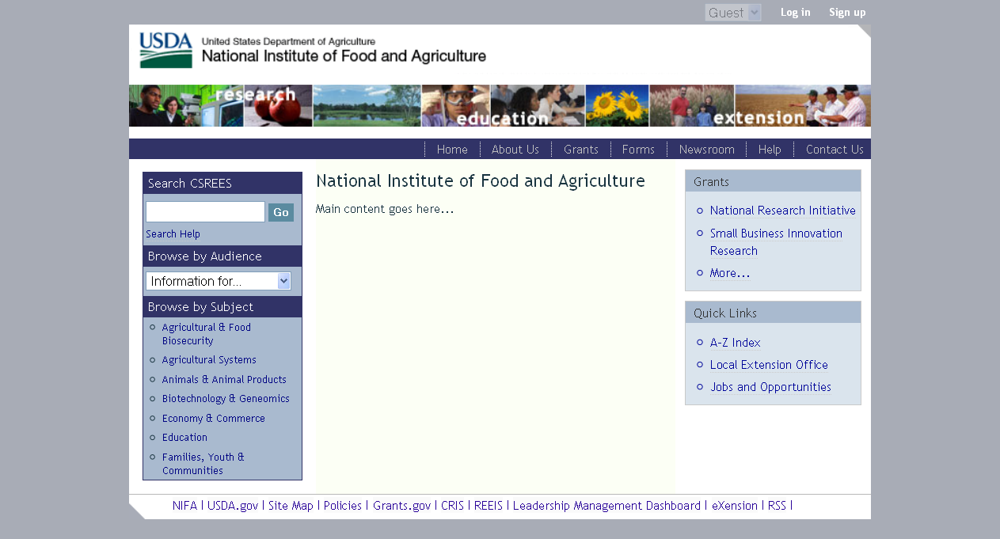 Guest Log in Sign up
USDA United States Department of Agriculture
National Institute of Food and Agriculture
research education extension
Home About Us Grants Forms Newsroom Help Contact Us
Search CSREES
Go
Search Help
Browse by Audience
Information for...
Browse by Subject
Agricultural & Food
Biosecurity
Agricultural Systems
Animals & Animal Products
Biotechnology & Geneomics
Economy & Commerce
Education
Families, Youth &
Communities
National Institute of Food and Agriculture
Main content goes here...
Grants
National Research Initiative
Small Business Innovation
Research
More...
Quick Links
A-Z Index
Local Extension Office
Jobs and Opportunities
NIFA | USDA.gov | Site Map | Policies | Grants.gov | CRIS | REEIS | Leadership Management Dashboard | eXension | RSS |